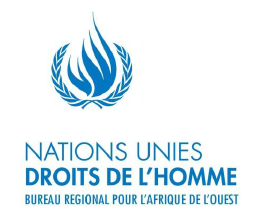 NATIONS UNIES
DROITS DE L'HOMME
BUREAU REGIONAL POUR L'AFRIQUE DE L'OUEST